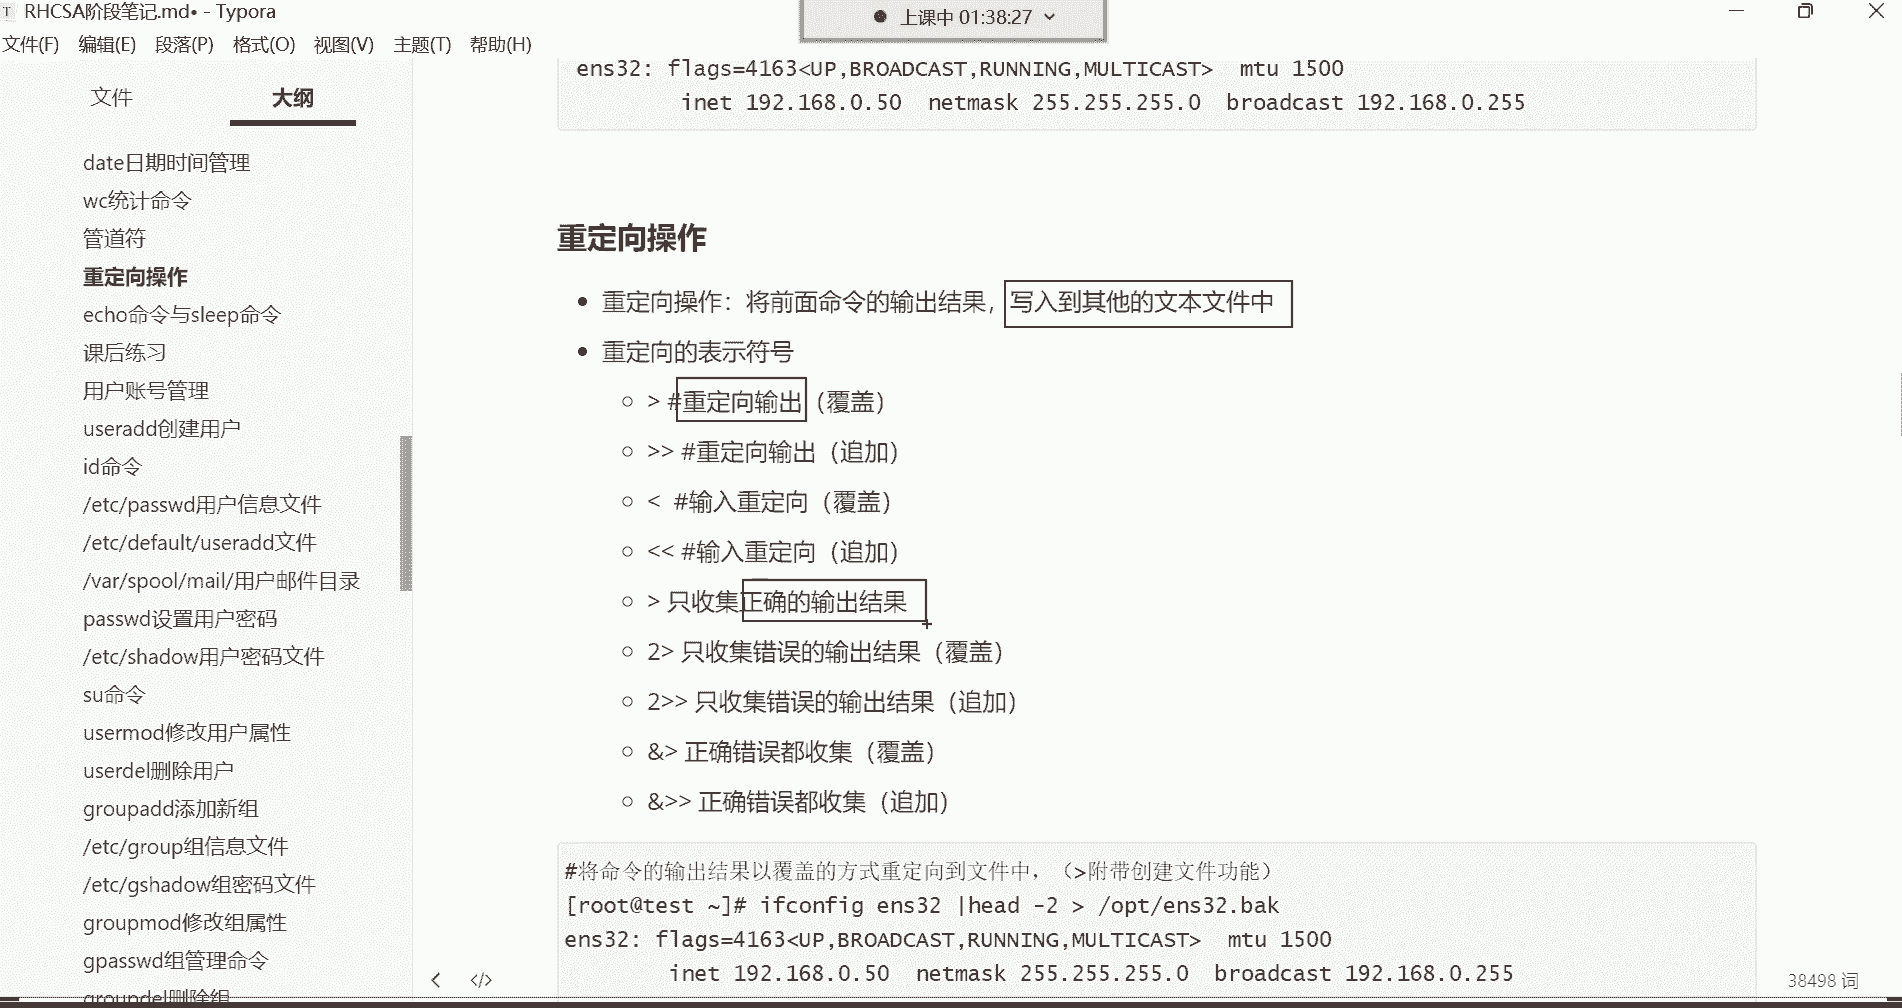 RHCSA阶段笔记.md• - Typora
上课中 01:38:27
文件(F) 编辑(E) 段落(P) 格式(O) 视图(V) 主题(T) 帮助(H)
文件 大纲
date日期时间管理
wc统计命令
管道符
重定向操作
echo命令与sleep命令
课后练习
用户账号管理
useradd创建用户
id命令
/etc/passwd用户信息文件
/etc/default/useradd文件
/var/spool/mail/用户邮件目录
passwd设置用户密码
/etc/shadow用户密码文件
su命令
usermod修改用户属性
userdel删除用户
groupadd添加新组
/etc/group组信息文件
/etc/gshadow组密码文件
groupmod修改组属性
gpasswd组管理命令
groupdel删除组
ens32: flags=4163<UP,BROADCAST,RUNNING,MULTICAST> mtu 1500
inet 192.168.0.50 netmask 255.255.255.0 broadcast 192.168.0.255
重定向操作
重定向操作：将前面命令的输出结果，写入到其他的文本文件中
重定向的表示符号
> #重定向输出（覆盖）
>> #重定向输出（追加）
< #输入重定向（覆盖）
<< #输入重定向（追加）
> 只收集正确的输出结果
2> 只收集错误的输出结果（覆盖）
2>> 只收集错误的输出结果（追加）
&> 正确错误都收集（覆盖）
&>> 正确错误都收集（追加）
#将命令的输出结果以覆盖的方式重定向到文件中，（>附带创建文件功能）
[root@test ~]# ifconfig ens32 |head -2 > /opt/ens32.bak
ens32: flags=4163<UP,BROADCAST,RUNNING,MULTICAST> mtu 1500
inet 192.168.0.50 netmask 255.255.255.0 broadcast 192.168.0.255
38498 词